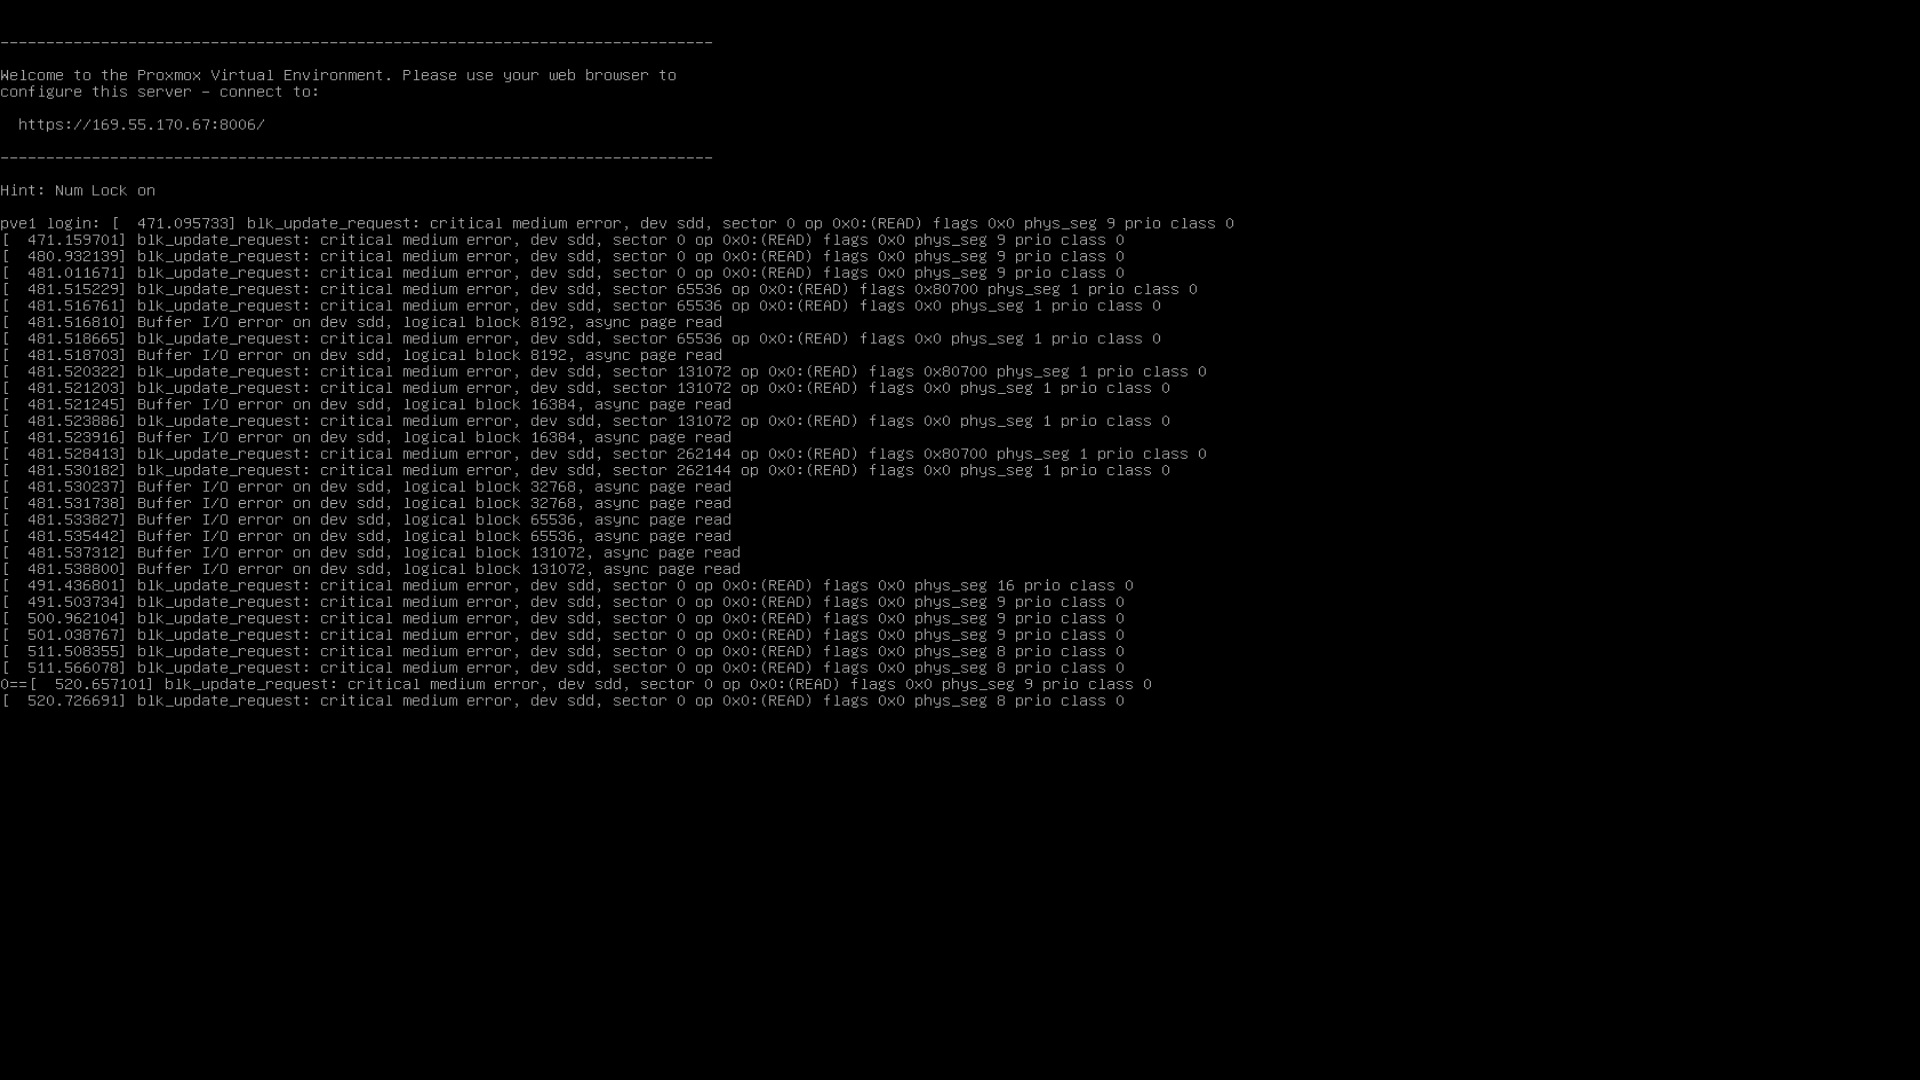 ------------------------------------------------------------------------------
Welcome to the Proxmox Virtual Environment. Please use your web browser to
configure this server - connect to:
  https://169.55.170.67:8006/
------------------------------------------------------------------------------
Hint: Num Lock on
pve1 login: [  471.095733] blk_update_request: critical medium error, dev sdd, sector 0 op 0x0:(READ) flags 0x0 phys_seg 9 prio class 0
[  471.159701] blk_update_request: critical medium error, dev sdd, sector 0 op 0x0:(READ) flags 0x0 phys_seg 9 prio class 0
[  480.932139] blk_update_request: critical medium error, dev sdd, sector 0 op 0x0:(READ) flags 0x0 phys_seg 9 prio class 0
[  481.011671] blk_update_request: critical medium error, dev sdd, sector 0 op 0x0:(READ) flags 0x0 phys_seg 9 prio class 0
[  481.515229] blk_update_request: critical medium error, dev sdd, sector 65536 op 0x0:(READ) flags 0x80700 phys_seg 1 prio class 0
[  481.516761] blk_update_request: critical medium error, dev sdd, sector 65536 op 0x0:(READ) flags 0x0 phys_seg 1 prio class 0
[  481.516810] Buffer I/O error on dev sdd, logical block 8192, async page read
[  481.518665] blk_update_request: critical medium error, dev sdd, sector 65536 op 0x0:(READ) flags 0x0 phys_seg 1 prio class 0
[  481.518703] Buffer I/O error on dev sdd, logical block 8192, async page read
[  481.520322] blk_update_request: critical medium error, dev sdd, sector 131072 op 0x0:(READ) flags 0x80700 phys_seg 1 prio class 0
[  481.521203] blk_update_request: critical medium error, dev sdd, sector 131072 op 0x0:(READ) flags 0x0 phys_seg 1 prio class 0
[  481.521245] Buffer I/O error on dev sdd, logical block 16384, async page read
[  481.523886] blk_update_request: critical medium error, dev sdd, sector 131072 op 0x0:(READ) flags 0x0 phys_seg 1 prio class 0
[  481.523916] Buffer I/O error on dev sdd, logical block 16384, async page read
[  481.528413] blk_update_request: critical medium error, dev sdd, sector 262144 op 0x0:(READ) flags 0x80700 phys_seg 1 prio class 0
[  481.530182] blk_update_request: critical medium error, dev sdd, sector 262144 op 0x0:(READ) flags 0x0 phys_seg 1 prio class 0
[  481.530237] Buffer I/O error on dev sdd, logical block 32768, async page read
[  481.531738] Buffer I/O error on dev sdd, logical block 32768, async page read
[  481.533827] Buffer I/O error on dev sdd, logical block 65536, async page read
[  481.535442] Buffer I/O error on dev sdd, logical block 65536, async page read
[  481.537312] Buffer I/O error on dev sdd, logical block 131072, async page read
[  481.538800] Buffer I/O error on dev sdd, logical block 131072, async page read
[  491.436801] blk_update_request: critical medium error, dev sdd, sector 0 op 0x0:(READ) flags 0x0 phys_seg 16 prio class 0
[  491.503734] blk_update_request: critical medium error, dev sdd, sector 0 op 0x0:(READ) flags 0x0 phys_seg 9 prio class 0
[  500.962104] blk_update_request: critical medium error, dev sdd, sector 0 op 0x0:(READ) flags 0x0 phys_seg 9 prio class 0
[  501.038767] blk_update_request: critical medium error, dev sdd, sector 0 op 0x0:(READ) flags 0x0 phys_seg 9 prio class 0
[  511.508355] blk_update_request: critical medium error, dev sdd, sector 0 op 0x0:(READ) flags 0x0 phys_seg 8 prio class 0
[  511.566078] blk_update_request: critical medium error, dev sdd, sector 0 op 0x0:(READ) flags 0x0 phys_seg 8 prio class 0
0==[  520.657101] blk_update_request: critical medium error, dev sdd, sector 0 op 0x0:(READ) flags 0x0 phys_seg 9 prio class 0
[  520.726691] blk_update_request: critical medium error, dev sdd, sector 0 op 0x0:(READ) flags 0x0 phys_seg 8 prio class 0